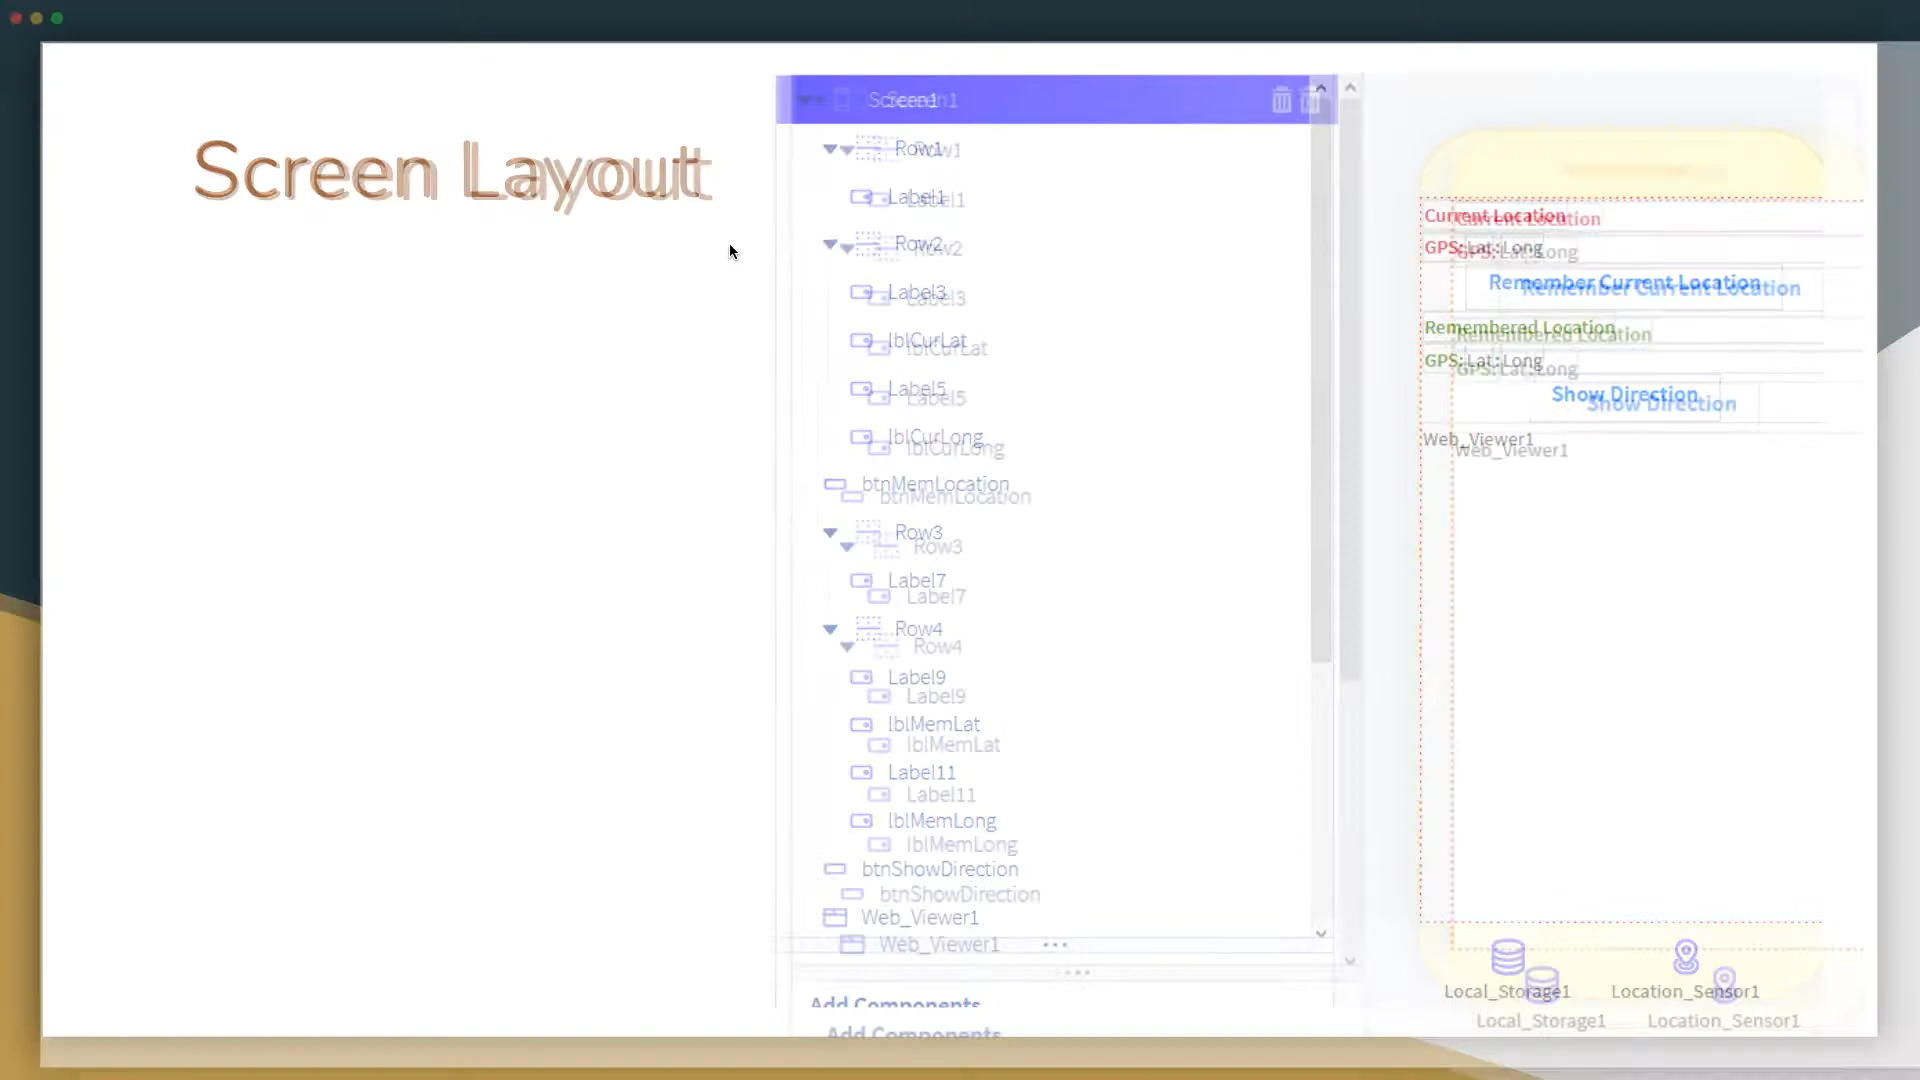 Screen Layout
Screen1
Row1
Label1
Row2
Label3
lblCurLat
Label5
lblCurLong
btnMemLocation
Row3
Label7
Row4
Label9
lblMemLat
Label11
lblMemLong
btnShowDirection
Web_Viewer1
Add Components
Current Location
GPS: Lat : Long
Remember Current Location
Remembered Location
GPS: Lat : Long
Show Direction
Web_Viewer1
Local_Storage1
Location_Sensor1